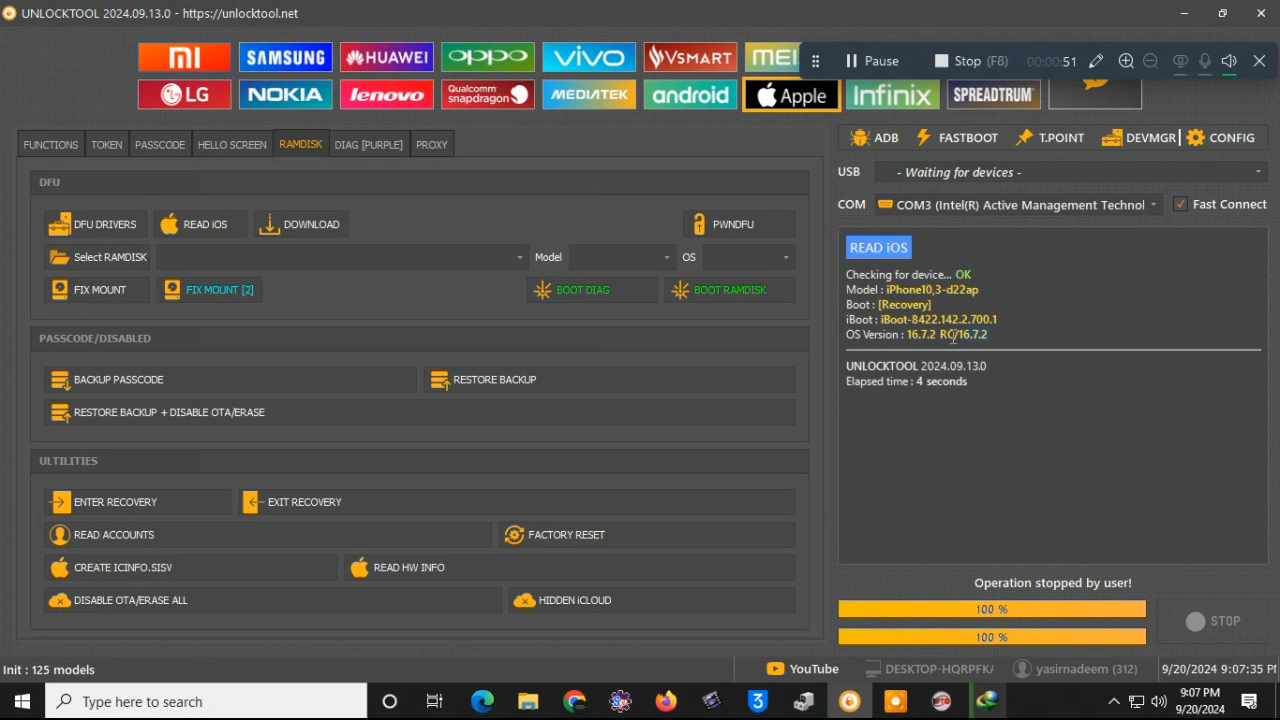 UNLOCKTOOL 2024.09.13.0 - https://unlocktool.net
SAMSUNG HUAWEI oppo vivo VSMART MEI
Pause Stop (F8) 00:00:51
LG NOKIA lenovo Qualcomm snapdragon MEDIATEK android Apple Infinix SPREADTRUM
FUNCTIONS TOKEN PASSCODE HELLO SCREEN RAMDISK DIAG [PURPLE] PROXY
ADB FASTBOOT T.POINT DEVMGR CONFIG
USB - Waiting for devices -
COM COM3 (Intel(R) Active Management Technol Fast Connect
DFU
DFU DRIVERS READ iOS DOWNLOAD PWNDFU
Select RAMDISK Model OS
FIX MOUNT FIX MOUNT [2] BOOT DIAG BOOT RAMDISK
PASSCODE/DISABLED
BACKUP PASSCODE RESTORE BACKUP
RESTORE BACKUP + DISABLE OTA/ERASE
ULTILITIES
ENTER RECOVERY EXIT RECOVERY
READ ACCOUNTS FACTORY RESET
CREATE ICINFO.SISV READ HW INFO
DISABLE OTA/ERASE ALL HIDDEN iCLOUD
READ iOS
Checking for device... OK
Model : iPhone10,3-d22ap
Boot : [Recovery]
iBoot : iBoot-8422.142.2.700.1
OS Version : 16.7.2 RC/16.7.2
UNLOCKTOOL 2024.09.13.0
Elapsed time : 4 seconds
Operation stopped by user!
100 %
100 %
STOP
Init : 125 models
YouTube DESKTOP-HQRPFKA yasirnadeem (312) 9/20/2024 9:07:35 PM
Type here to search
3
9:07 PM
9/20/2024